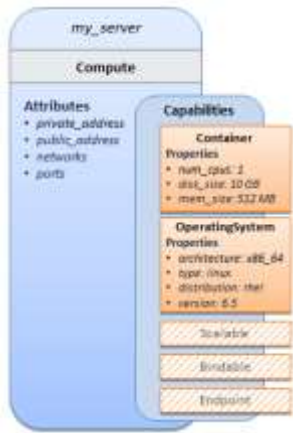 my_server
Compute
Attributes
• private_address
• public_address
• networks
• ports
Capabilities
Container
Properties
• num_cpus: 1
• disk_size: 10 GB
• mem_size: 512 MB
OperatingSystem
Properties
• architecture: x86_64
• type: linux
• distribution: rhel
• version: 6.5
Scalable
Bindable
Endpoint